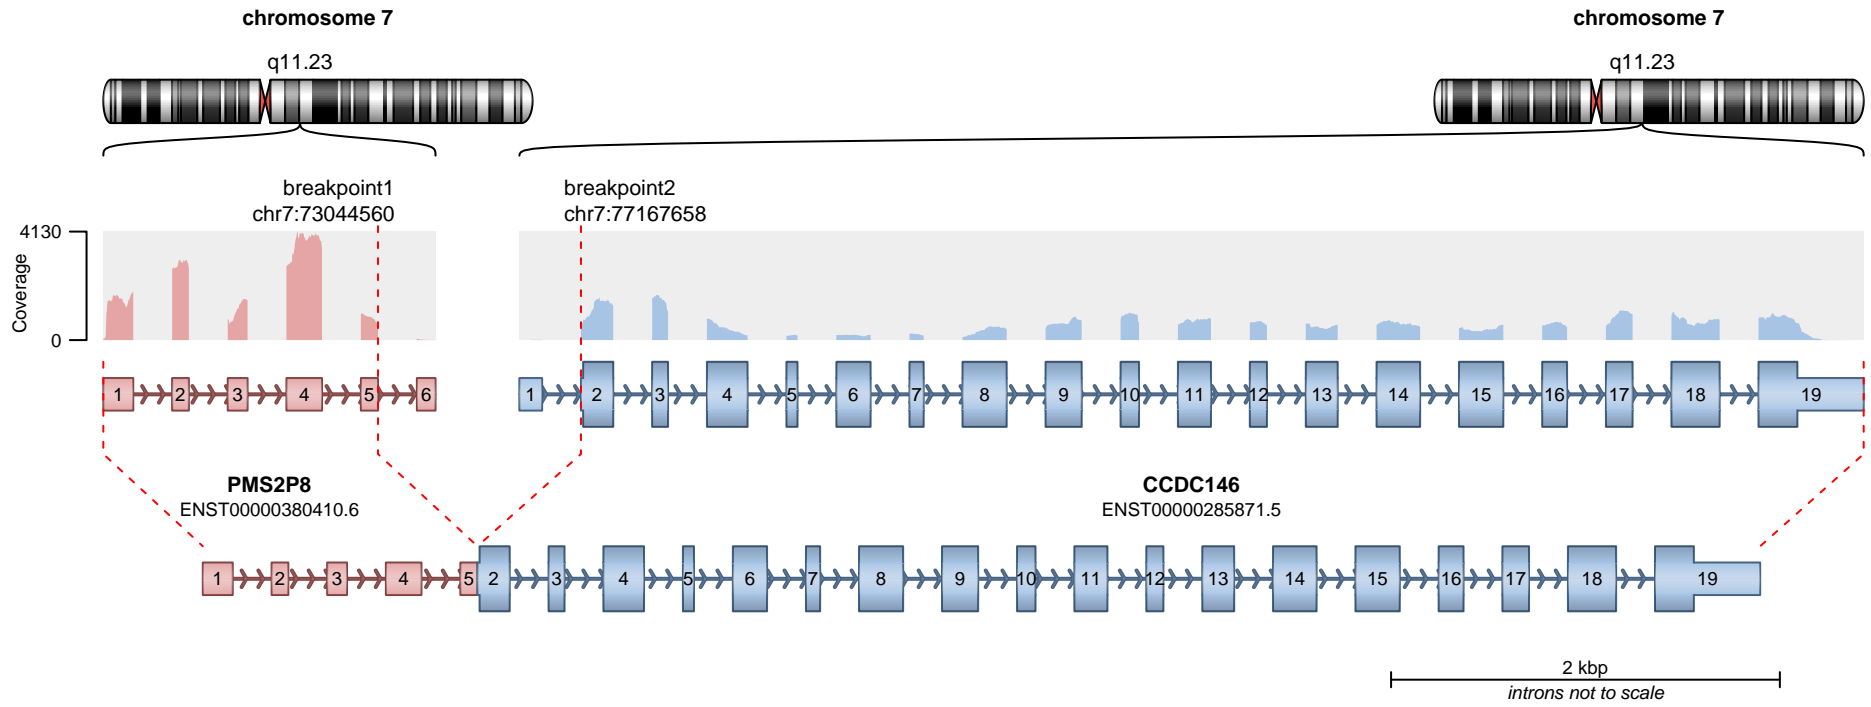 chromosome 7
chromosome 7
q11.23
q11.23
breakpoint1
chr7:73044560
breakpoint2
chr7:77167658
4130
Coverage
0
1 2 3 4 5 6
1 2 3 4 5 6 7 8 9 10 11 12 13 14 15 16 17 18 19
PMS2P8
ENST00000380410.6
CCDC146
ENST00000285871.5
1 2 3 4 5 2 3 4 5 6 7 8 9 10 11 12 13 14 15 16 17 18 19
2 kbp
introns not to scale